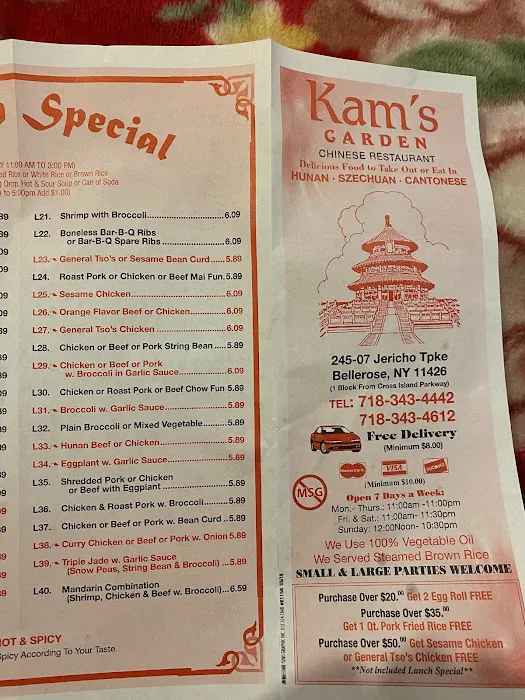 Special
11:00 AM TO 3:00 PM)
Rice or White Rice or Brown Rice
Drop, Hot & Sour Soup or Can of Soda
to 5:00pm Add $1.00)
L21. Shrimp with Broccoli 6.09
L22. Boneless Bar-B-Q Ribs
or Bar-B-Q Spare Ribs 6.09
L23. General Tso's or Sesame Bean Curd 5.89
L24. Roast Pork or Chicken or Beef Mai Fun 5.89
L25. Sesame Chicken 6.09
L26. Orange Flavor Beef or Chicken 6.09
L27. General Tso's Chicken 6.09
L28. Chicken or Beef or Pork String Bean 5.89
L29. Chicken or Beef or Pork
w. Broccoli in Garlic Sauce 6.09
L30. Chicken or Roast Pork or Beef Chow Fun 5.89
L31. Broccoli w. Garlic Sauce 5.89
L32. Plain Broccoli or Mixed Vegetable 5.89
L33. Hunan Beef or Chicken 5.89
L34. Eggplant w. Garlic Sauce 5.89
L35. Shredded Pork or Chicken
or Beef with Eggplant 5.89
L36. Chicken & Roast Pork w. Broccoli 5.89
L37. Chicken or Beef or Pork w. Bean Curd 5.89
L38. Curry Chicken or Beef or Pork w. Onion 5.89
L39. Triple Jade w. Garlic Sauce
(Snow Peas, String Bean & Broccoli) 5.89
L40. Mandarin Combination
(Shrimp, Chicken & Beef w. Broccoli) 6.59
HOT & SPICY
Spicy According To Your Taste.
Kam's
GARDEN
CHINESE RESTAURANT
Delicious Food to Take Out or Eat In
HUNAN · SZECHUAN · CANTONESE
245-07 Jericho Tpke
Bellerose, NY 11426
(1 Block From Cross Island Parkway)
TEL: 718-343-4442
718-343-4612
Free Delivery
(Minimum $8.00)
VISA
(Minimum $10.00)
MSG
Open 7 Days a Week:
Mon.- Thurs.: 11:00am -11:00pm
Fri. & Sat.: 11:00am- 11:30pm
Sunday: 12:00Noon- 10:30pm
We Use 100% Vegetable Oil
We Served Steamed Brown Rice
SMALL & LARGE PARTIES WELCOME
Purchase Over $20.00 Get 2 Egg Roll FREE
Purchase Over $35.00
Get 1 Qt. Pork Fried Rice FREE
Purchase Over $50.00 Get Sesame Chicken
or General Tso's Chicken FREE
**Not included Lunch Special**